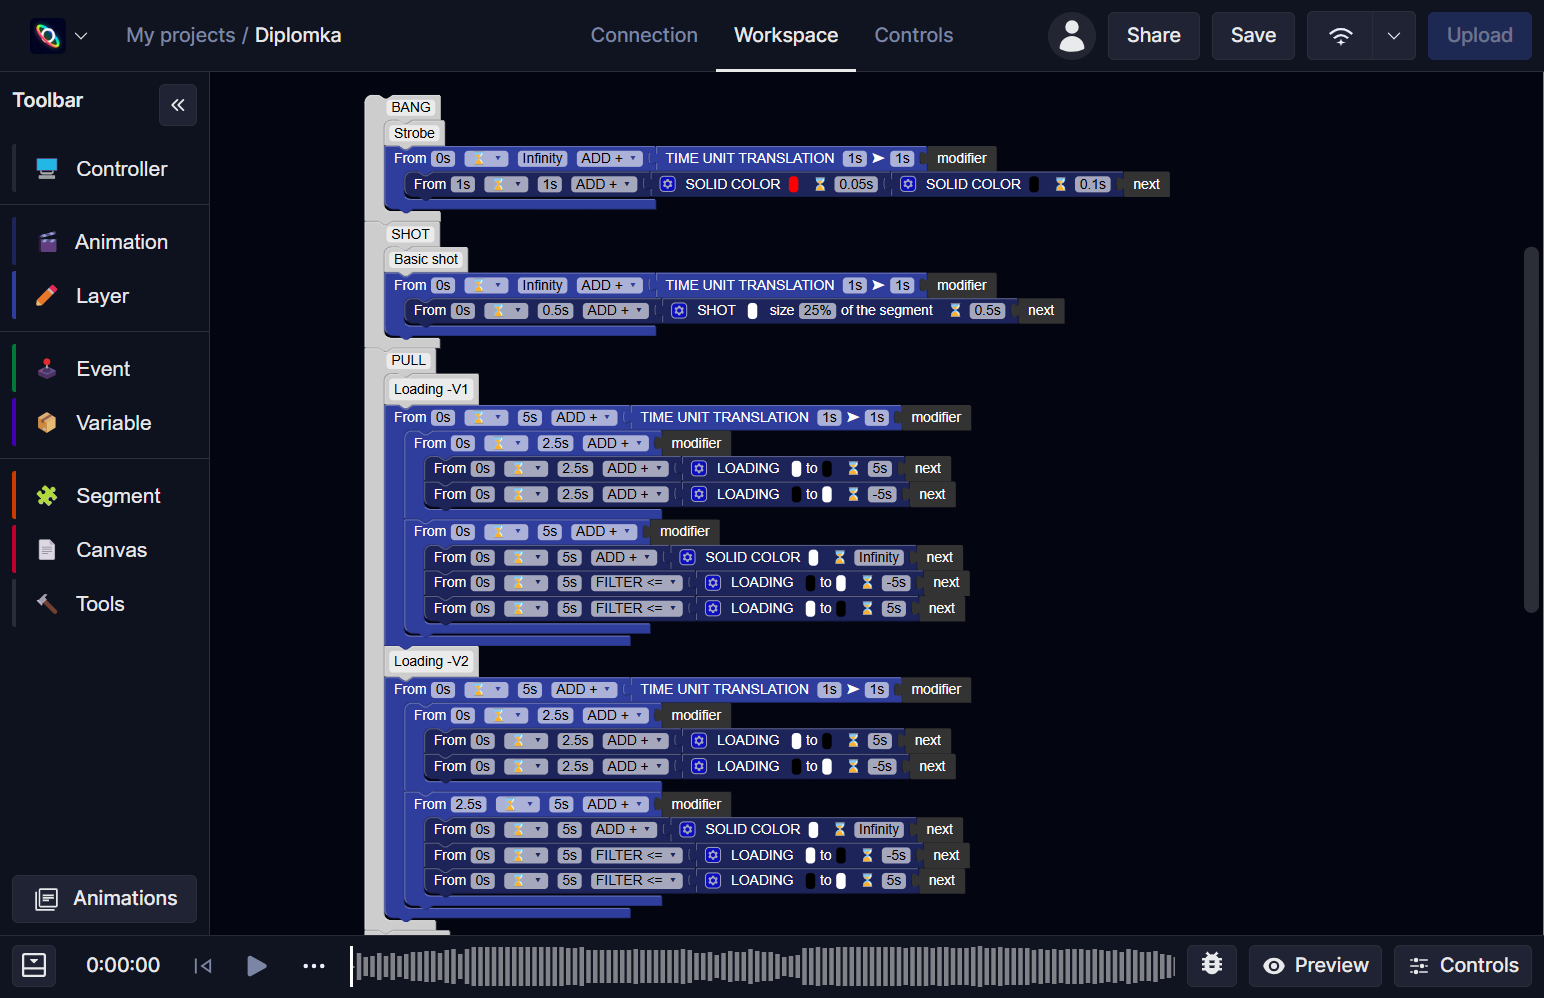 My projects / Diplomka
Connection
Workspace
Controls
Share
Save
Upload
Toolbar
Controller
Animation
Layer
Event
Variable
Segment
Canvas
Tools
Animations
BANG
Strobe
From 0s Infinity ADD + TIME UNIT TRANSLATION 1s ➤ 1s modifier
From 1s 1s ADD + SOLID COLOR 0.05s SOLID COLOR 0.1s next
SHOT
Basic shot
From 0s Infinity ADD + TIME UNIT TRANSLATION 1s ➤ 1s modifier
From 0s 0.5s ADD + SHOT size 25% of the segment 0.5s next
PULL
Loading -V1
From 0s 5s ADD + TIME UNIT TRANSLATION 1s ➤ 1s modifier
From 0s 2.5s ADD + modifier
From 0s 2.5s ADD + LOADING to 5s next
From 0s 2.5s ADD + LOADING to -5s next
From 0s 5s ADD + modifier
From 0s 5s ADD + SOLID COLOR Infinity next
From 0s 5s FILTER <= LOADING to -5s next
From 0s 5s FILTER <= LOADING to 5s next
Loading -V2
From 0s 5s ADD + TIME UNIT TRANSLATION 1s ➤ 1s modifier
From 0s 2.5s ADD + modifier
From 0s 2.5s ADD + LOADING to 5s next
From 0s 2.5s ADD + LOADING to -5s next
From 2.5s 5s ADD + modifier
From 0s 5s ADD + SOLID COLOR Infinity next
From 0s 5s FILTER <= LOADING to -5s next
From 0s 5s FILTER <= LOADING to 5s next
0:00:00
Preview
Controls